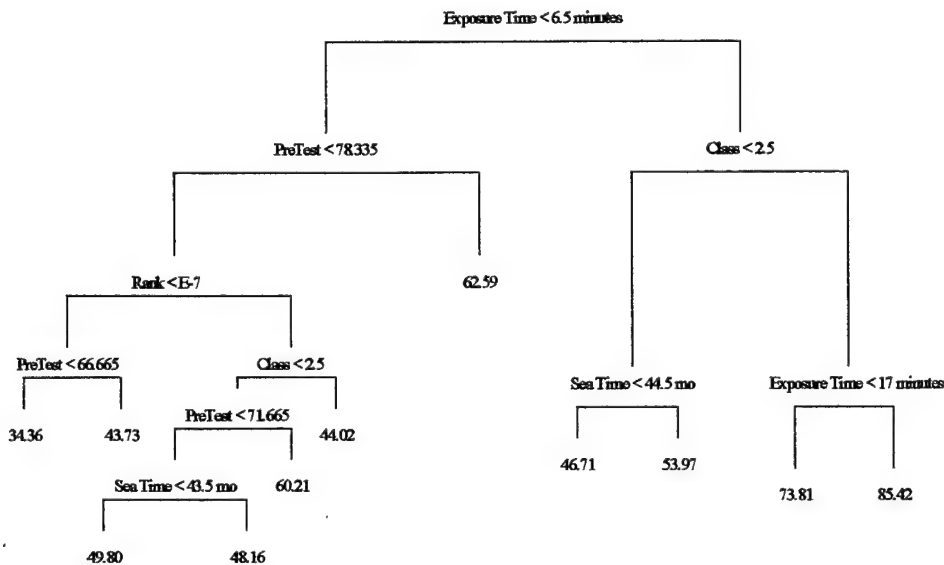 Exposure Time < 6.5 minutes
PreTest < 78.335
Class < 2.5
Rank < E-7
62.59
PreTest < 66.665
Class < 2.5
Sea Time < 44.5 mo
Exposure Time < 17 minutes
34.36
43.73
PreTest < 71.665
44.02
46.71
53.97
Sea Time < 43.5 mo
60.21
73.81
85.42
49.80
48.16